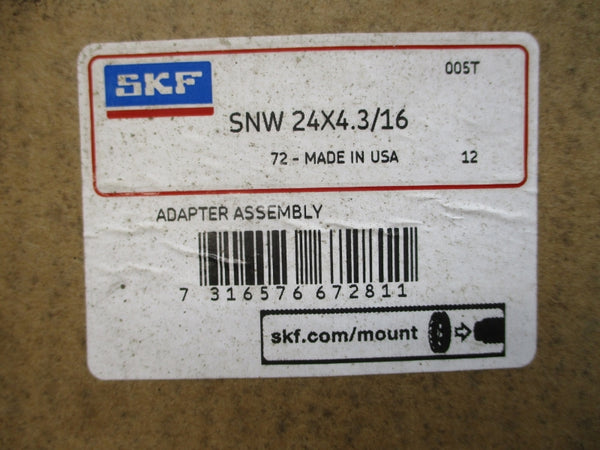 SKF
005T
SNW 24X4.3/16
72 - MADE IN USA 12
ADAPTER ASSEMBLY
7 316576 672811
skf.com/mount